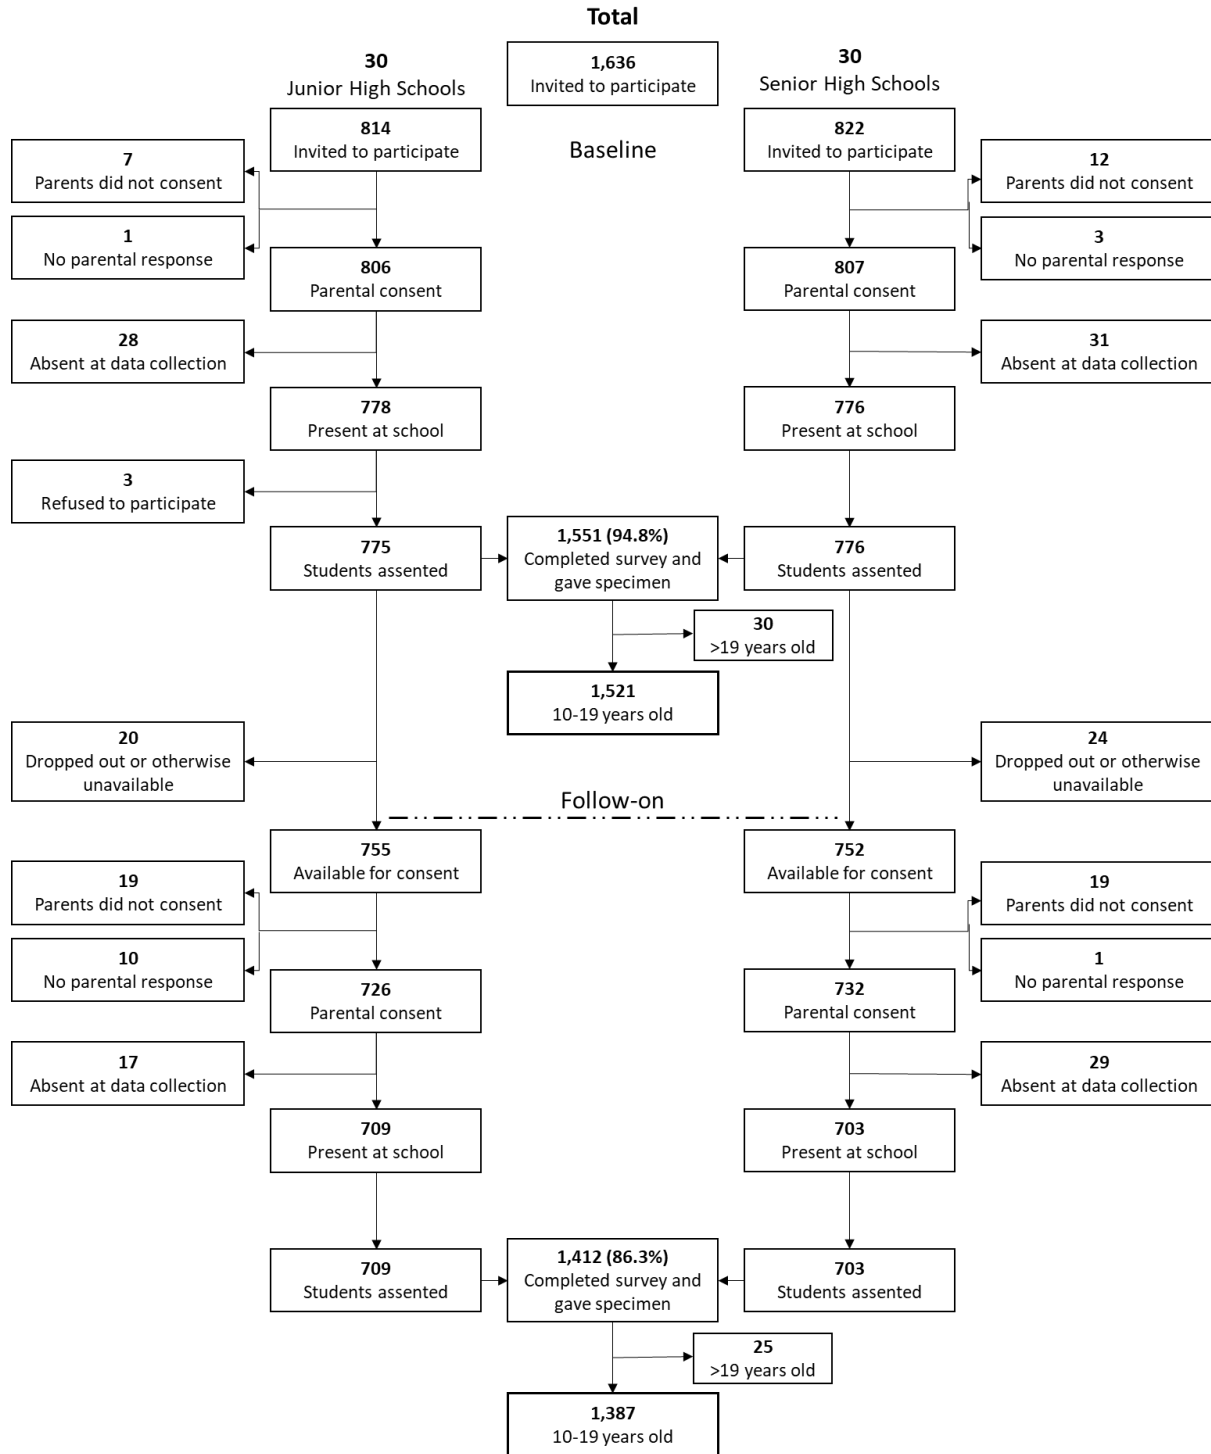 Total
30
Junior High Schools
1,636
Invited to participate
30
Senior High Schools
814
Invited to participate
Baseline
822
Invited to participate
7
Parents did not consent
12
Parents did not consent
1
No parental response
3
No parental response
806
Parental consent
807
Parental consent
28
Absent at data collection
31
Absent at data collection
778
Present at school
776
Present at school
3
Refused to participate
775
Students assented
1,551 (94.8%)
Completed survey and
gave specimen
776
Students assented
30
>19 years old
1,521
10-19 years old
20
Dropped out or otherwise
unavailable
24
Dropped out or otherwise
unavailable
Follow-on
755
Available for consent
752
Available for consent
19
Parents did not consent
19
Parents did not consent
10
No parental response
1
No parental response
726
Parental consent
732
Parental consent
17
Absent at data collection
29
Absent at data collection
709
Present at school
703
Present at school
709
Students assented
1,412 (86.3%)
Completed survey and
gave specimen
703
Students assented
25
>19 years old
1,387
10-19 years old